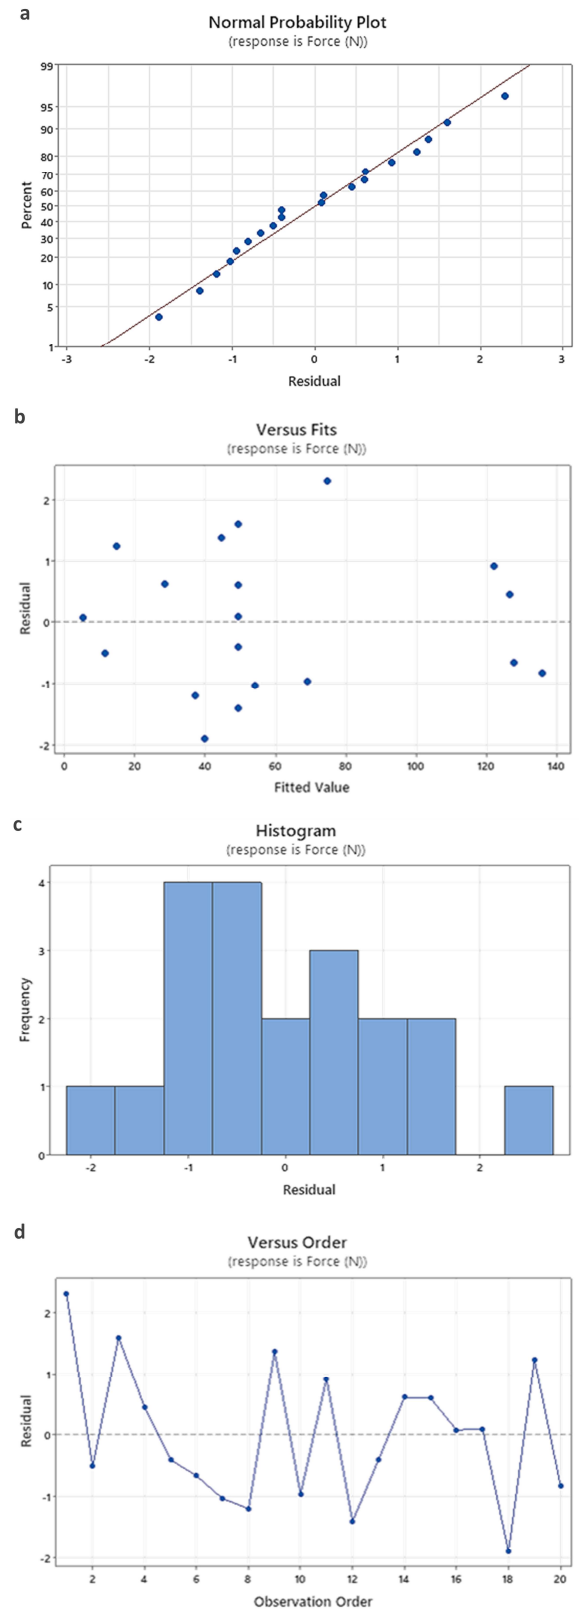 a
Normal Probability Plot
(response is Force (N))
99
95
90
80
70
60
50
40
30
20
10
5
1
Percent
-3 -2 -1 0 1 2 3
Residual
b
Versus Fits
(response is Force (N))
2
1
0
-1
-2
Residual
0 20 40 60 80 100 120 140
Fitted Value
c
Histogram
(response is Force (N))
4
3
2
1
0
Frequency
-2 -1 0 1 2
Residual
d
Versus Order
(response is Force (N))
2
1
0
-1
-2
Residual
2 4 6 8 10 12 14 16 18 20
Observation Order